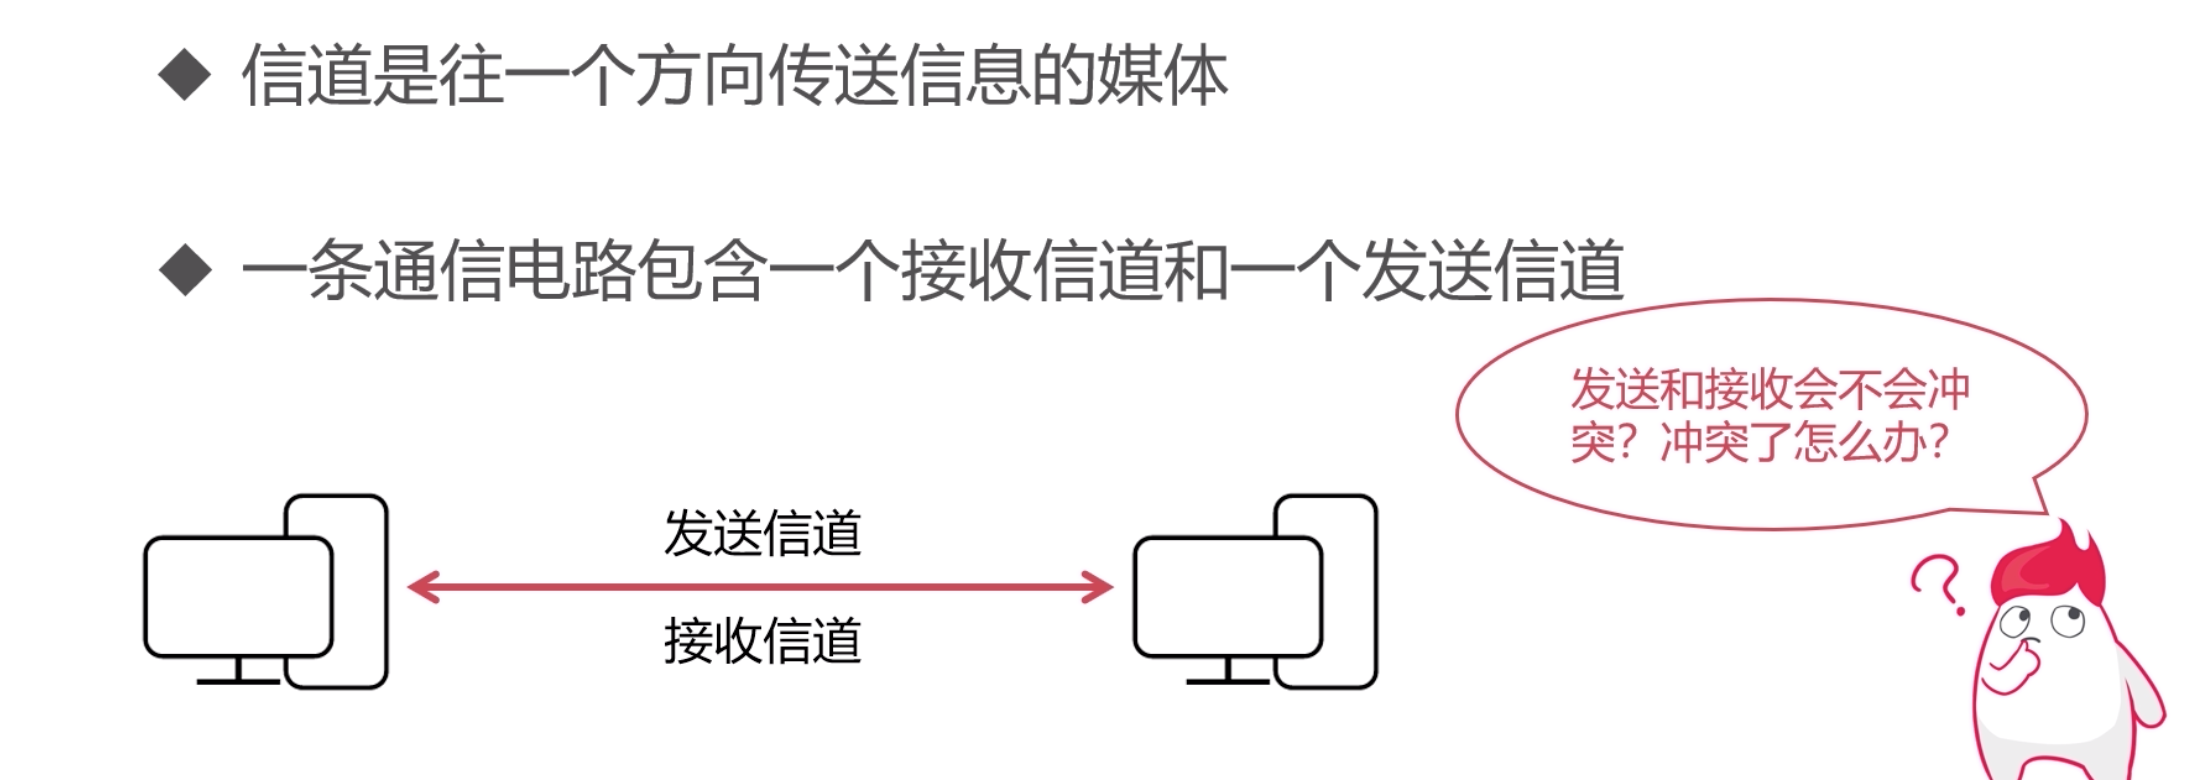 信道是往一个方向传送信息的媒体
一条通信电路包含一个接收信道和一个发送信道
发送和接收会不会冲
突？冲突了怎么办？
发送信道
接收信道
?